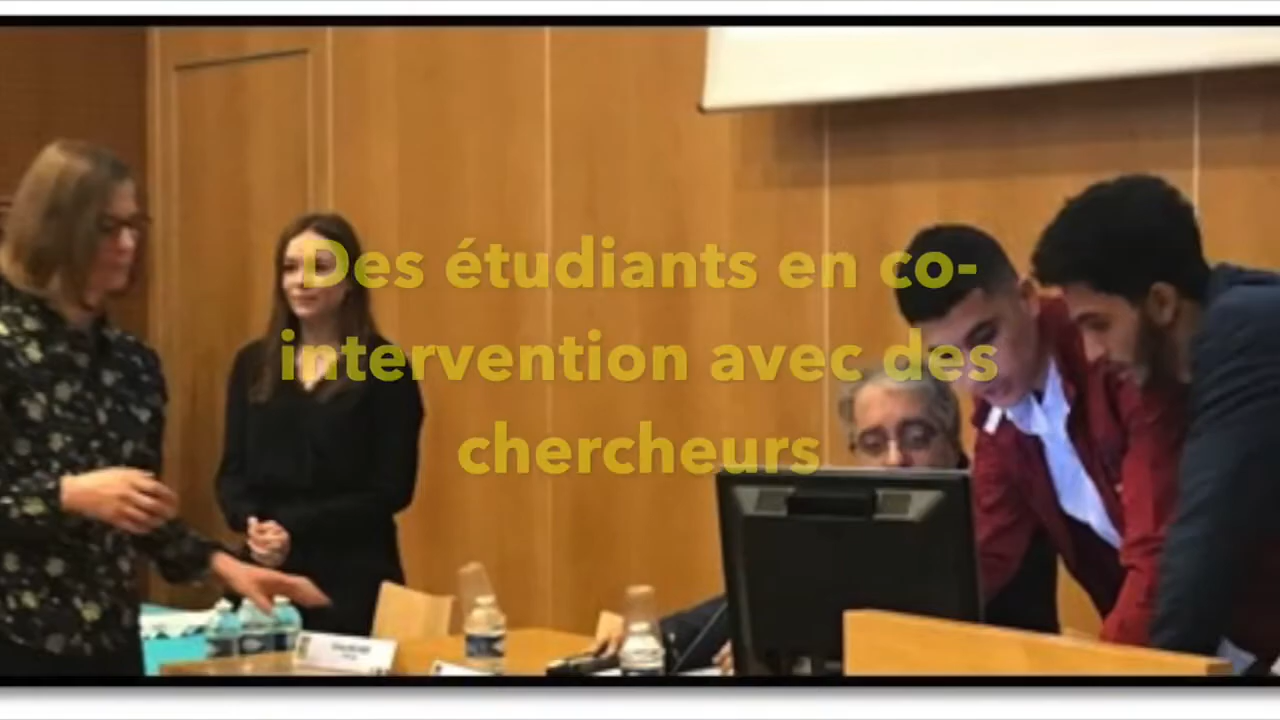 Des étudiants en co-
intervention avec des
chercheurs